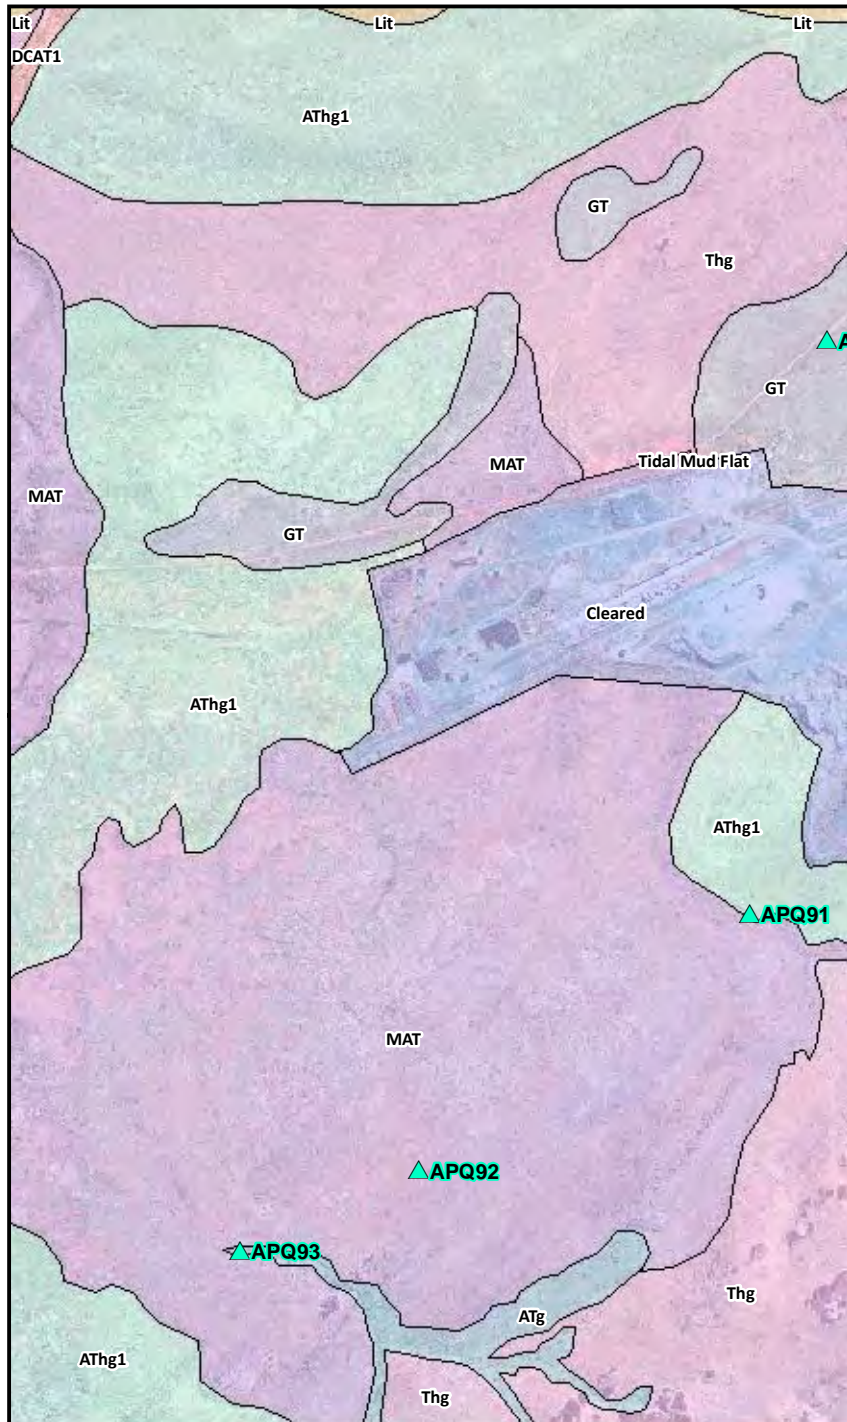 Lit
Lit
Lit
DCAT1
AThg1
GT
Thg
A
GT
Tidal Mud Flat
MAT
MAT
GT
Cleared
AThg1
AThg1
APQ91
MAT
APQ92
APQ93
Thg
ATg
AThg1
Thg